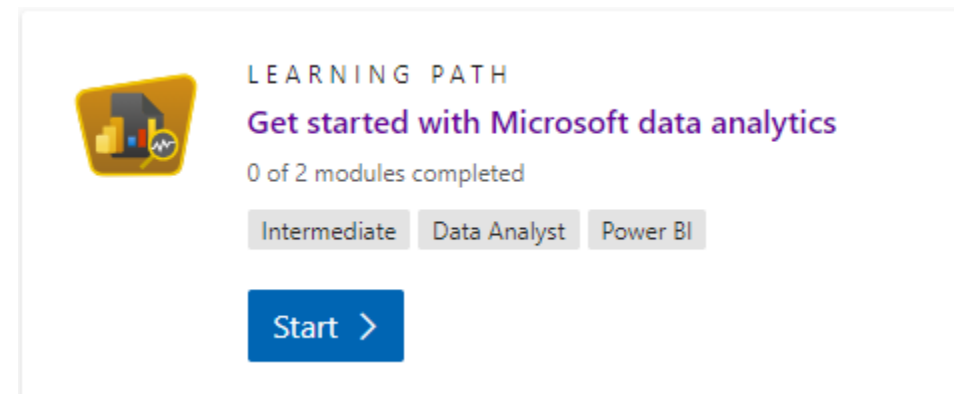 LEARNING PATH
Get started with Microsoft data analytics
0 of 2 modules completed
Intermediate Data Analyst Power BI
Start